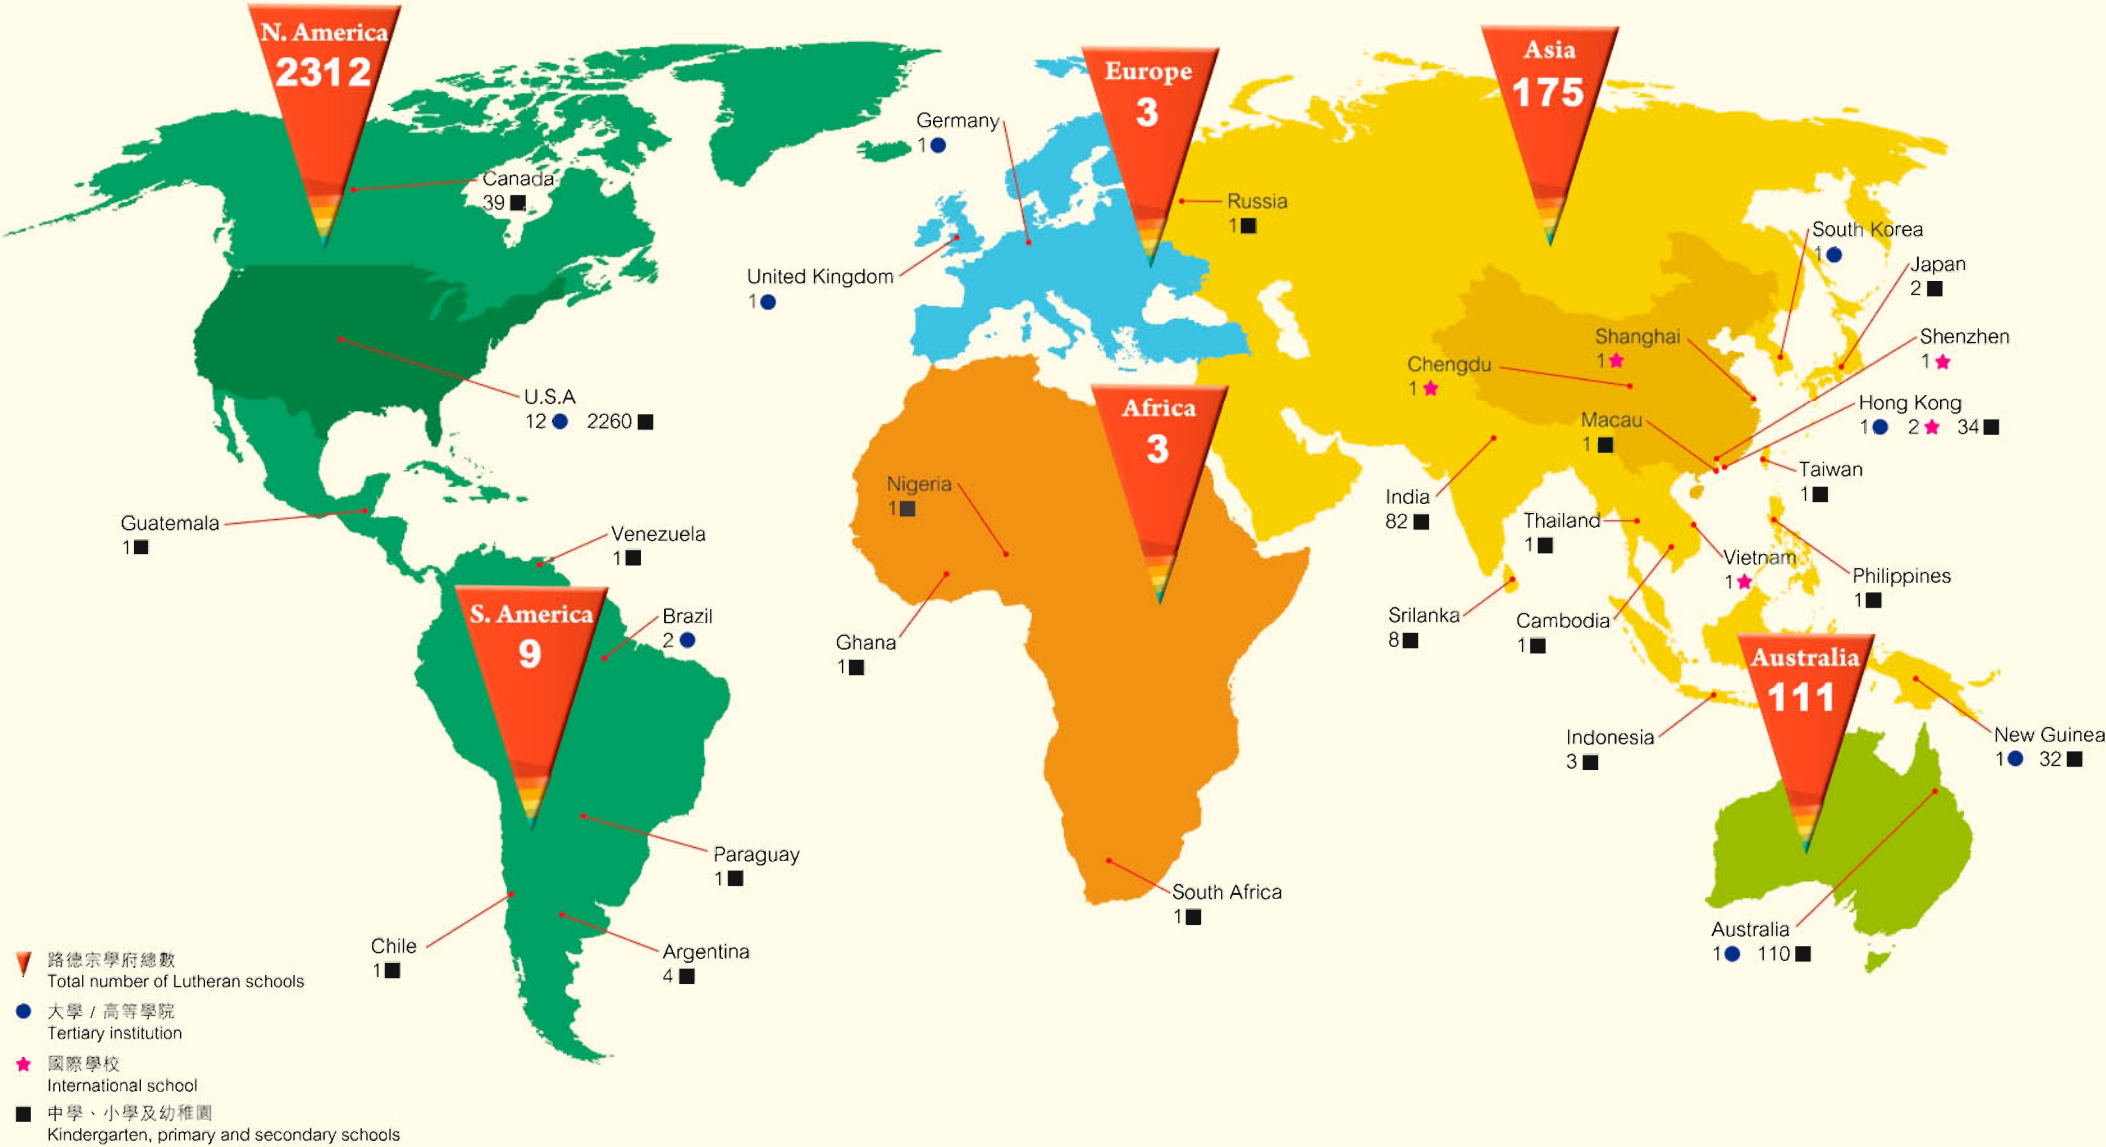 N. America
2312
Europe
3
Asia
175
Germany
1
Canada
39
Russia
1
South Korea
1
Japan
2
United Kingdom
1
Shanghai
1
Shenzhen
1
Chengdu
1
U.S.A
12 2260
Africa
3
Macau
1
Hong Kong
1 2 34
Taiwan
1
Nigeria
1
India
82
Thailand
1
Guatemala
1
Venezuela
1
Vietnam
1
Philippines
1
S. America
9
Brazil
2
Ghana
1
Srilanka
8
Cambodia
1
Australia
111
Indonesia
3
New Guinea
1 32
Paraguay
1
South Africa
1
Chile
1
Argentina
4
Australia
1 110
路德宗學府總數
Total number of Lutheran schools
大學 / 高等學院
Tertiary institution
國際學校
International school
中學、小學及幼稚園
Kindergarten, primary and secondary schools